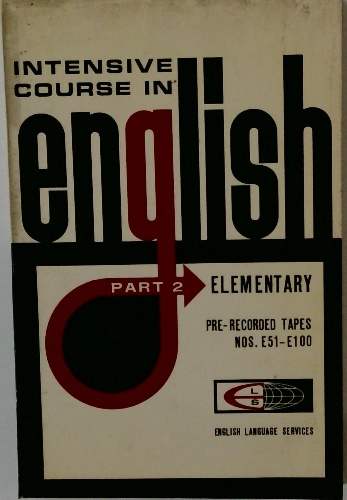 INTENSIVE
COURSE IN
english
PART 2
ELEMENTARY
PRE-RECORDED TAPES
NOS. E51-E100
ELS
ENGLISH LANGUAGE SERVICES